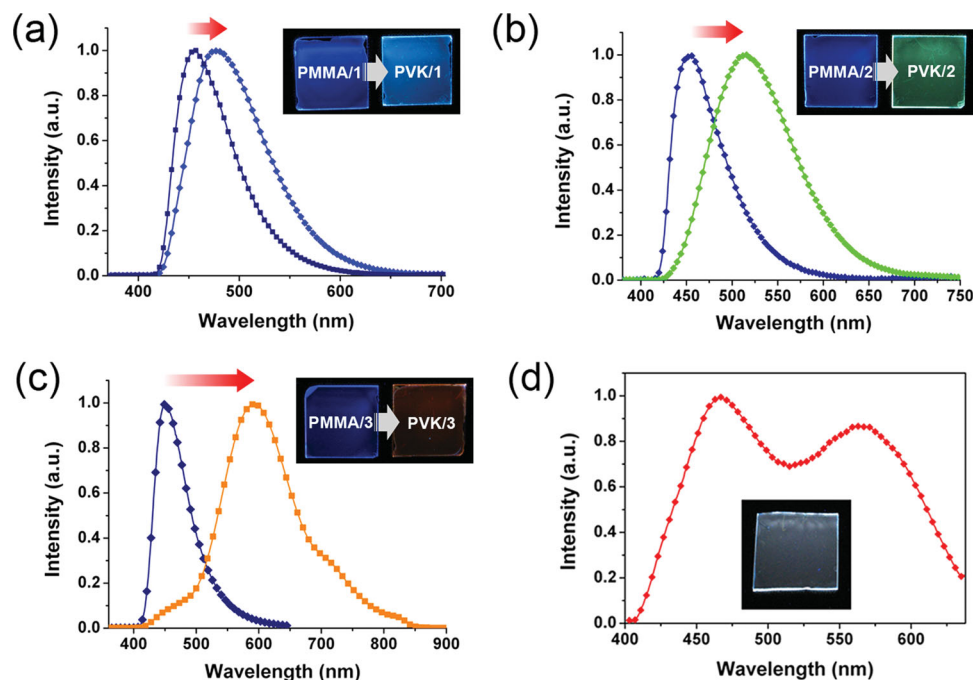 (a)
PMMA/1
PVK/1
Intensity (a.u.)
1.0
0.8
0.6
0.4
0.2
0.0
400
500
600
700
Wavelength (nm)
(b)
PMMA/2
PVK/2
Intensity (a.u.)
1.0
0.8
0.6
0.4
0.2
0.0
400
450
500
550
600
650
700
750
Wavelength (nm)
(c)
PMMA/3
PVK/3
Intensity (a.u.)
1.0
0.8
0.6
0.4
0.2
0.0
400
500
600
700
800
900
Wavelength (nm)
(d)
Intensity (a.u.)
1.0
0.8
0.6
0.4
0.2
0.0
400
450
500
550
600
Wavelength (nm)